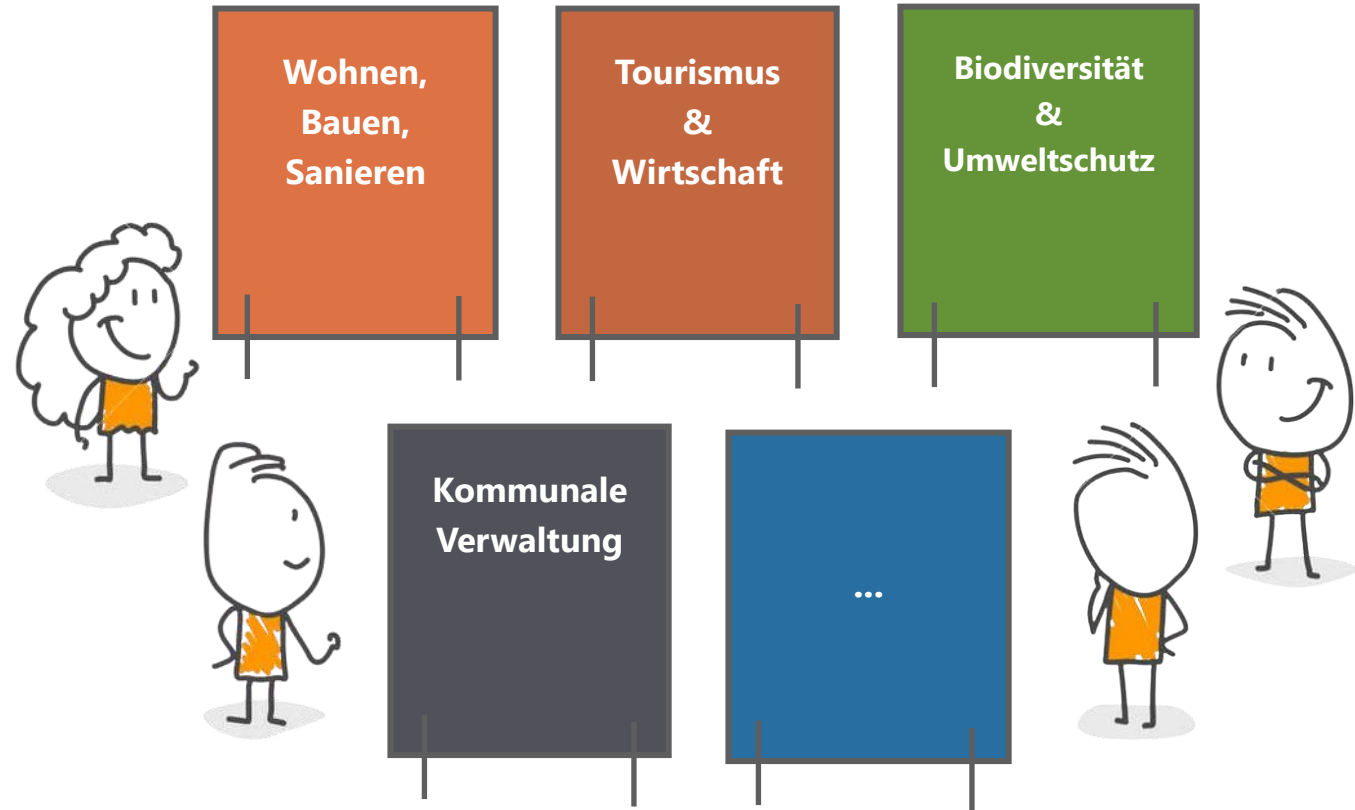 Wohnen,
Bauen,
Sanieren
Tourismus
&
Wirtschaft
Biodiversität
&
Umweltschutz
Kommunale
Verwaltung
...